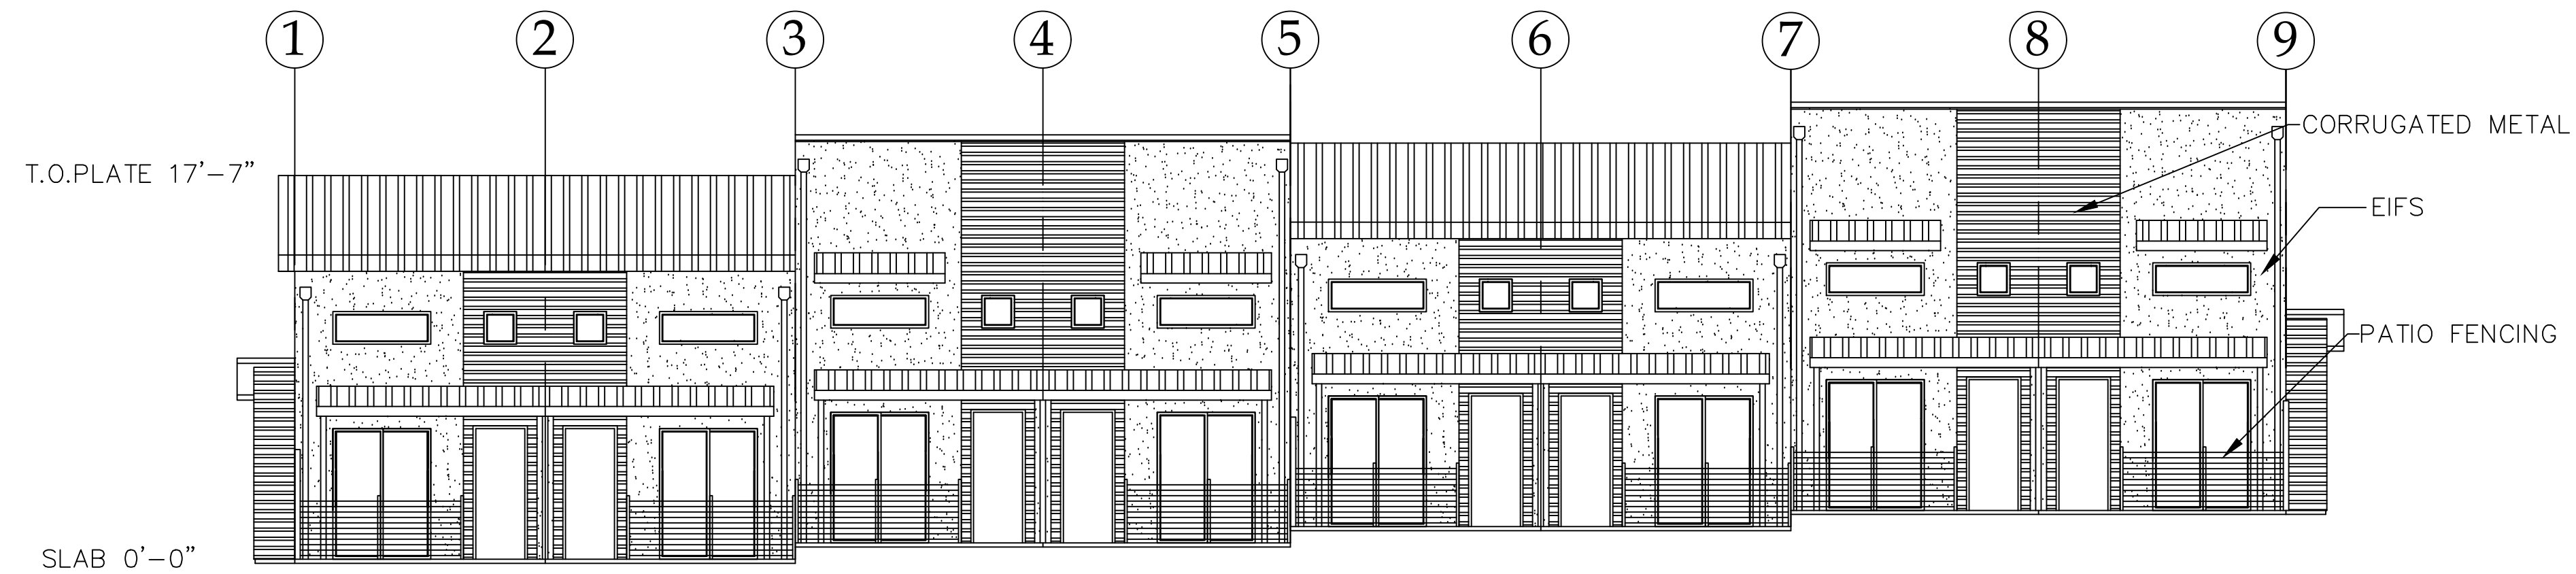 1 2 3 4 5 6 7 8 9
CORRUGATED METAL
T.O.PLATE 17'-7"
EIFS
PATIO FENCING
SLAB 0'-0"